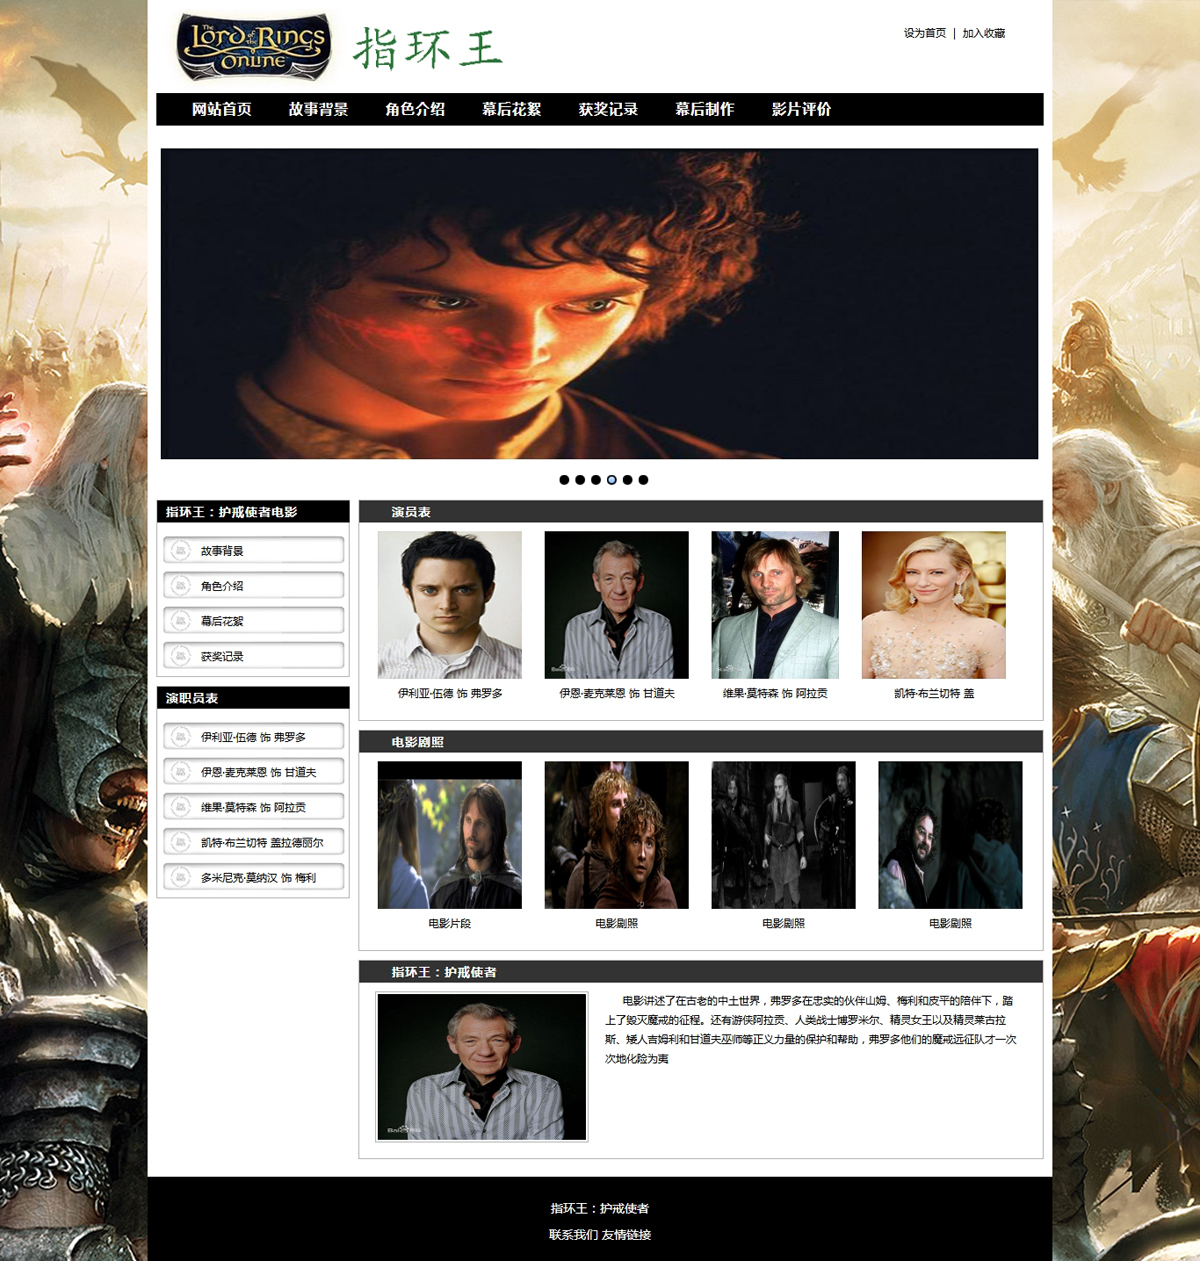 The
Lord of the Rings
Online
指环王
设为首页 | 加入收藏
网站首页 故事背景 角色介绍 幕后花絮 获奖记录 幕后制作 影片评价
指环王：护戒使者电影
故事背景
角色介绍
幕后花絮
获奖记录
演职员表
伊利亚·伍德 饰 弗罗多
伊恩·麦克莱恩 饰 甘道夫
维果·莫特森 饰 阿拉贡
凯特·布兰切特 盖拉德丽尔
多米尼克·莫纳汉 饰 梅利
演员表
伊利亚·伍德 饰 弗罗多
伊恩·麦克莱恩 饰 甘道夫
维果·莫特森 饰 阿拉贡
凯特·布兰切特 盖
电影剧照
电影片段
电影剧照
电影剧照
电影剧照
指环王：护戒使者
电影讲述了在古老的中土世界，弗罗多在忠实的伙伴山姆、梅利和皮平的陪伴下，踏
上了毁灭魔戒的征程。还有游侠阿拉贡、人类战士博罗米尔、精灵女王以及精灵莱古拉
斯、矮人吉姆利和甘道夫巫师等正义力量的保护和帮助，弗罗多他们的魔戒远征队才一次
次地化险为夷
指环王：护戒使者
联系我们 友情链接